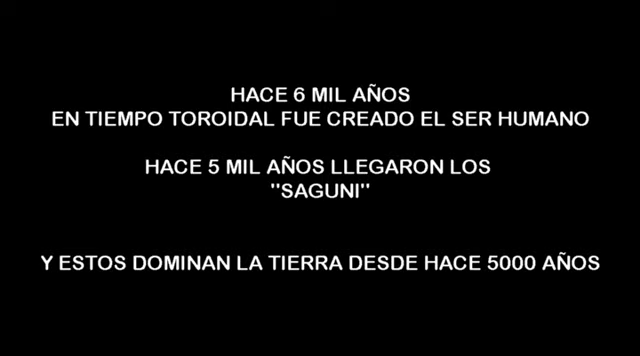 HACE 6 MIL AÑOS
EN TIEMPO TOROIDAL FUE CREADO EL SER HUMANO
HACE 5 MIL AÑOS LLEGARON LOS
"SAGUNI"
Y ESTOS DOMINAN LA TIERRA DESDE HACE 5000 AÑOS